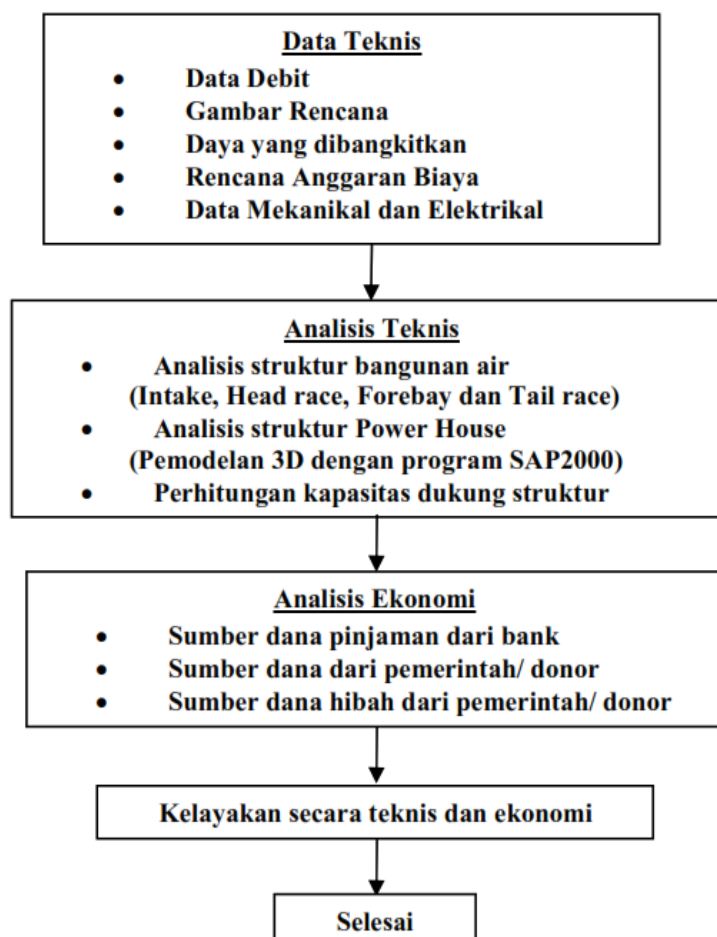 Data Teknis
• Data Debit
• Gambar Rencana
• Daya yang dibangkitkan
• Rencana Anggaran Biaya
• Data Mekanikal dan Elektrikal
Analisis Teknis
• Analisis struktur bangunan air
(Intake, Head race, Forebay dan Tail race)
• Analisis struktur Power House
(Pemodelan 3D dengan program SAP2000)
• Perhitungan kapasitas dukung struktur
Analisis Ekonomi
• Sumber dana pinjaman dari bank
• Sumber dana dari pemerintah/ donor
• Sumber dana hibah dari pemerintah/ donor
Kelayakan secara teknis dan ekonomi
Selesai